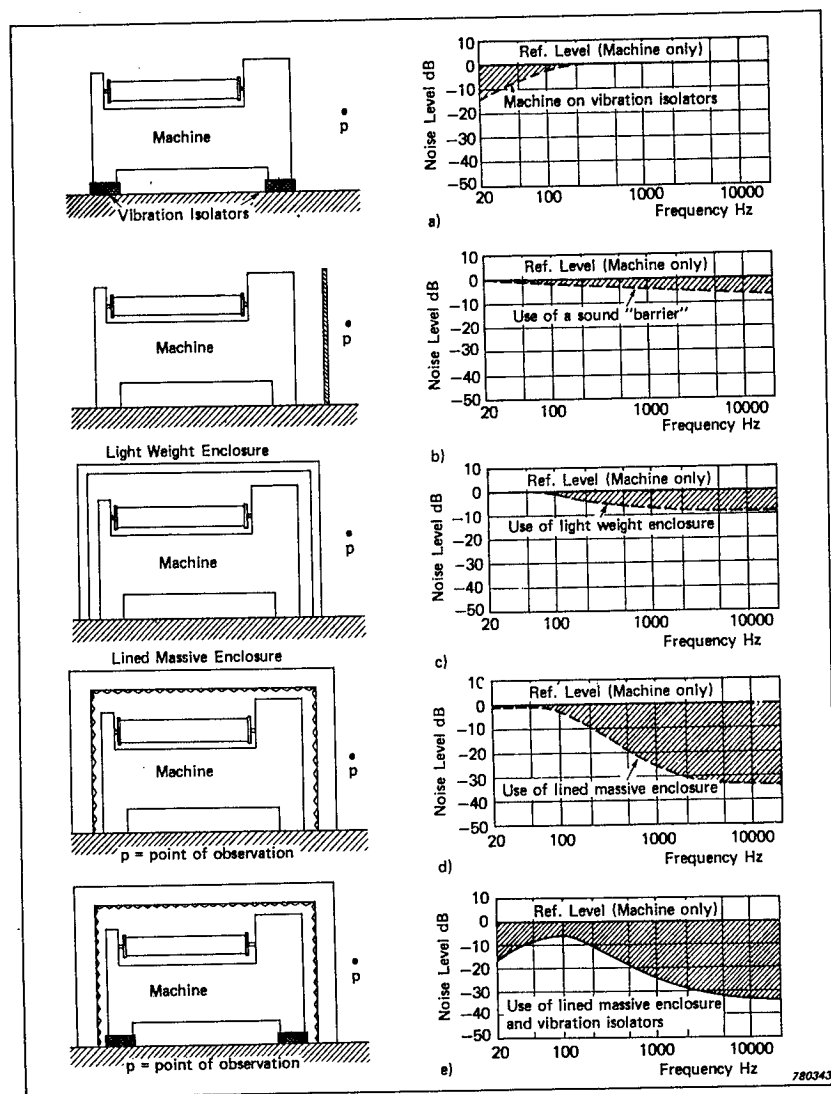 Machine
p
Vibration Isolators
Noise Level dB
10
0
−10
−20
−30
−40
−50
Ref. Level (Machine only)
Machine on vibration isolators
20
100
1000
10000
Frequency Hz
a)
Machine
p
Noise Level dB
10
0
−10
−20
−30
−40
−50
Ref. Level (Machine only)
Use of a sound "barrier"
20
100
1000
10000
Frequency Hz
b)
Light Weight Enclosure
Machine
p
Noise Level dB
10
0
−10
−20
−30
−40
−50
Ref. Level (Machine only)
Use of light weight enclosure
20
100
1000
10000
Frequency Hz
c)
Lined Massive Enclosure
Machine
p
p = point of observation
Noise Level dB
10
0
−10
−20
−30
−40
−50
Ref. Level (Machine only)
Use of lined massive enclosure
20
100
1000
10000
Frequency Hz
d)
Machine
p
p = point of observation
Noise Level dB
10
0
−10
−20
−30
−40
−50
Ref. Level (Machine only)
Use of lined massive enclosure
and vibration isolators
20
100
1000
10000
Frequency Hz
e)
780343